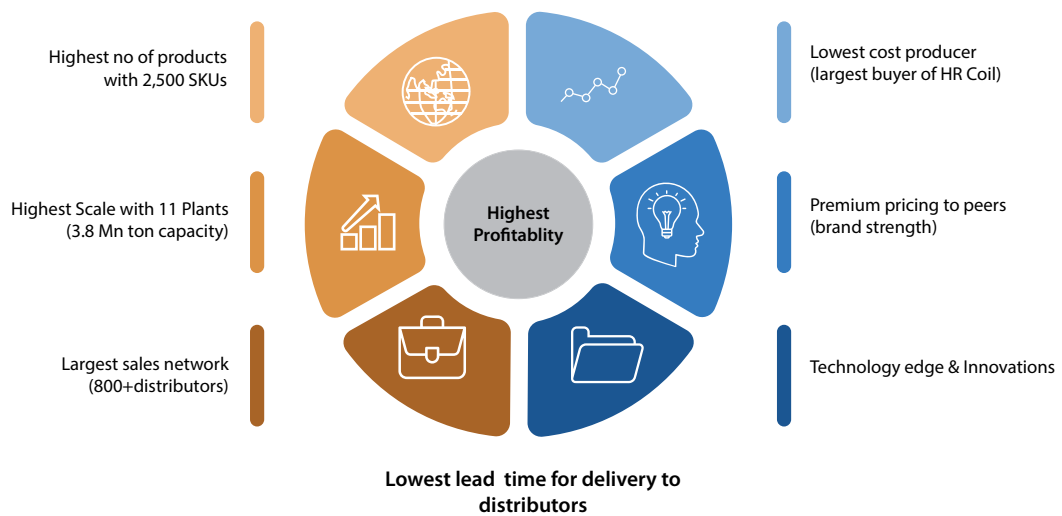 Highest no of products
with 2,500 SKUs
Highest Scale with 11 Plants
(3.8 Mn ton capacity)
Largest sales network
(800+distributors)
Highest
Profitablity
Lowest cost producer
(largest buyer of HR Coil)
Premium pricing to peers
(brand strength)
Technology edge & Innovations
Lowest lead time for delivery to
distributors